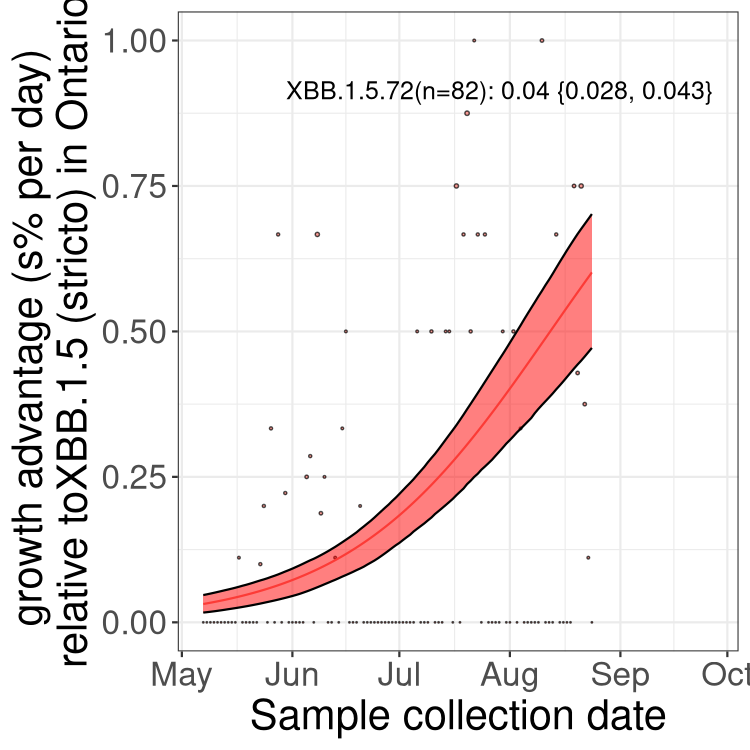 growth advantage (s% per day)
relative toXBB.1.5 (stricto) in Ontario
1.00
XBB.1.5.72(n=82): 0.04 {0.028, 0.043}
0.75
0.50
0.25
0.00
May Jun Jul Aug Sep Oct
Sample collection date